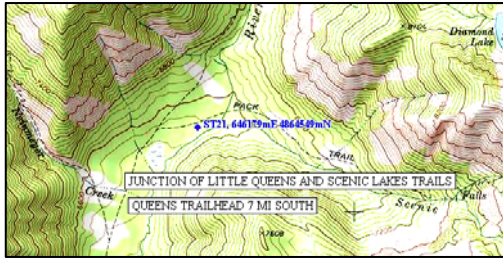 River
Diamond
Lake
PACK
ST21, 646179mE 4864549mN
TRAIL
JUNCTION OF LITTLE QUEENS AND SCENIC LAKES TRAILS
Creek
Scenic
Falls
QUEENS TRAILHEAD 7 MI SOUTH